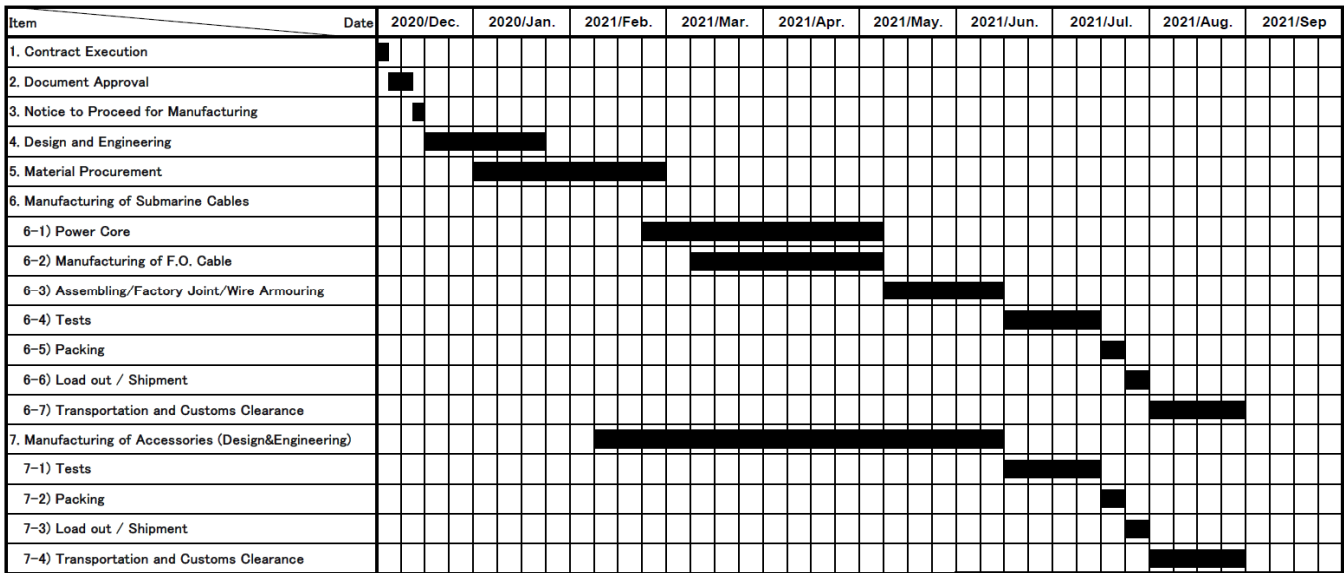 Item Date 2020/Dec. 2020/Jan. 2021/Feb. 2021/Mar. 2021/Apr. 2021/May. 2021/Jun. 2021/Jul. 2021/Aug. 2021/Sep
1. Contract Execution
2. Document Approval
3. Notice to Proceed for Manufacturing
4. Design and Engineering
5. Material Procurement
6. Manufacturing of Submarine Cables
6-1) Power Core
6-2) Manufacturing of F.O. Cable
6-3) Assembling/Factory Joint/Wire Armouring
6-4) Tests
6-5) Packing
6-6) Load out / Shipment
6-7) Transportation and Customs Clearance
7. Manufacturing of Accessories (Design&Engineering)
7-1) Tests
7-2) Packing
7-3) Load out / Shipment
7-4) Transportation and Customs Clearance